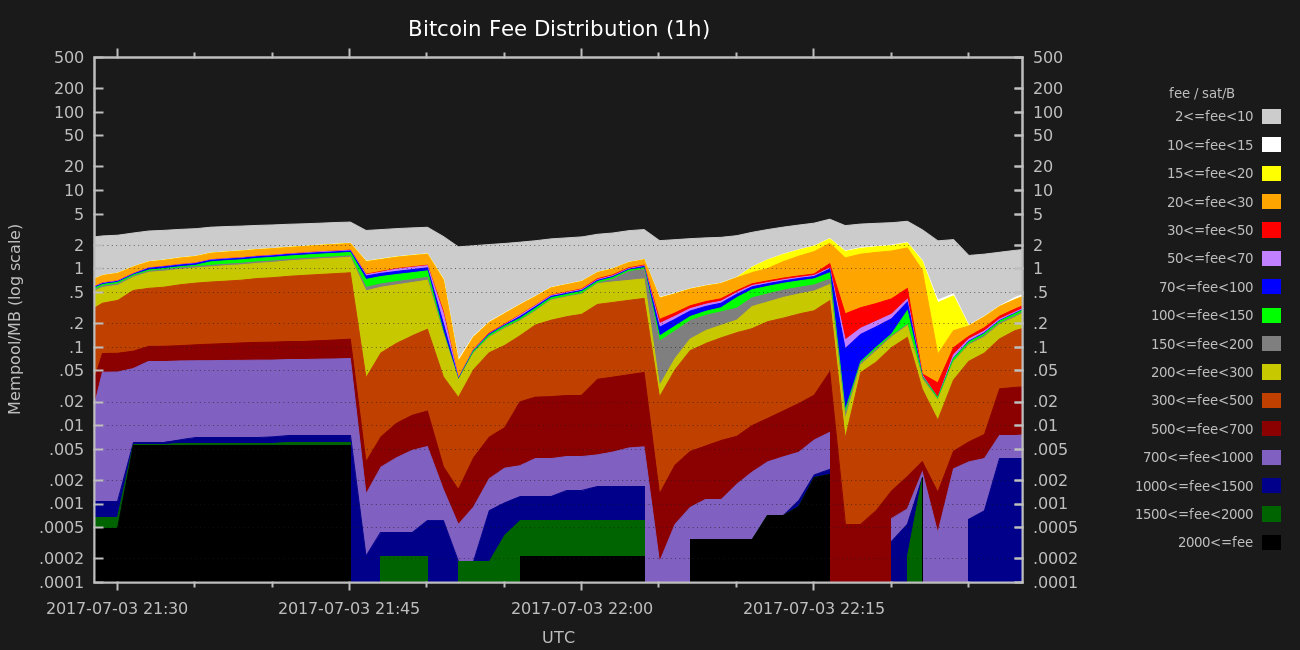 Bitcoin Fee Distribution (1h)
500 500
200 200
100 100
50 50
20 20
10 10
5 5
2 2
1 1
.5 .5
.2 .2
.1 .1
.05 .05
.02 .02
.01 .01
.005 .005
.002 .002
.001 .001
.0005 .0005
.0002 .0002
.0001 .0001
Mempool/MB (log scale)
2017-07-03 21:30 2017-07-03 21:45 2017-07-03 22:00 2017-07-03 22:15
UTC
fee / sat/B
2<=fee<10
10<=fee<15
15<=fee<20
20<=fee<30
30<=fee<50
50<=fee<70
70<=fee<100
100<=fee<150
150<=fee<200
200<=fee<300
300<=fee<500
500<=fee<700
700<=fee<1000
1000<=fee<1500
1500<=fee<2000
2000<=fee